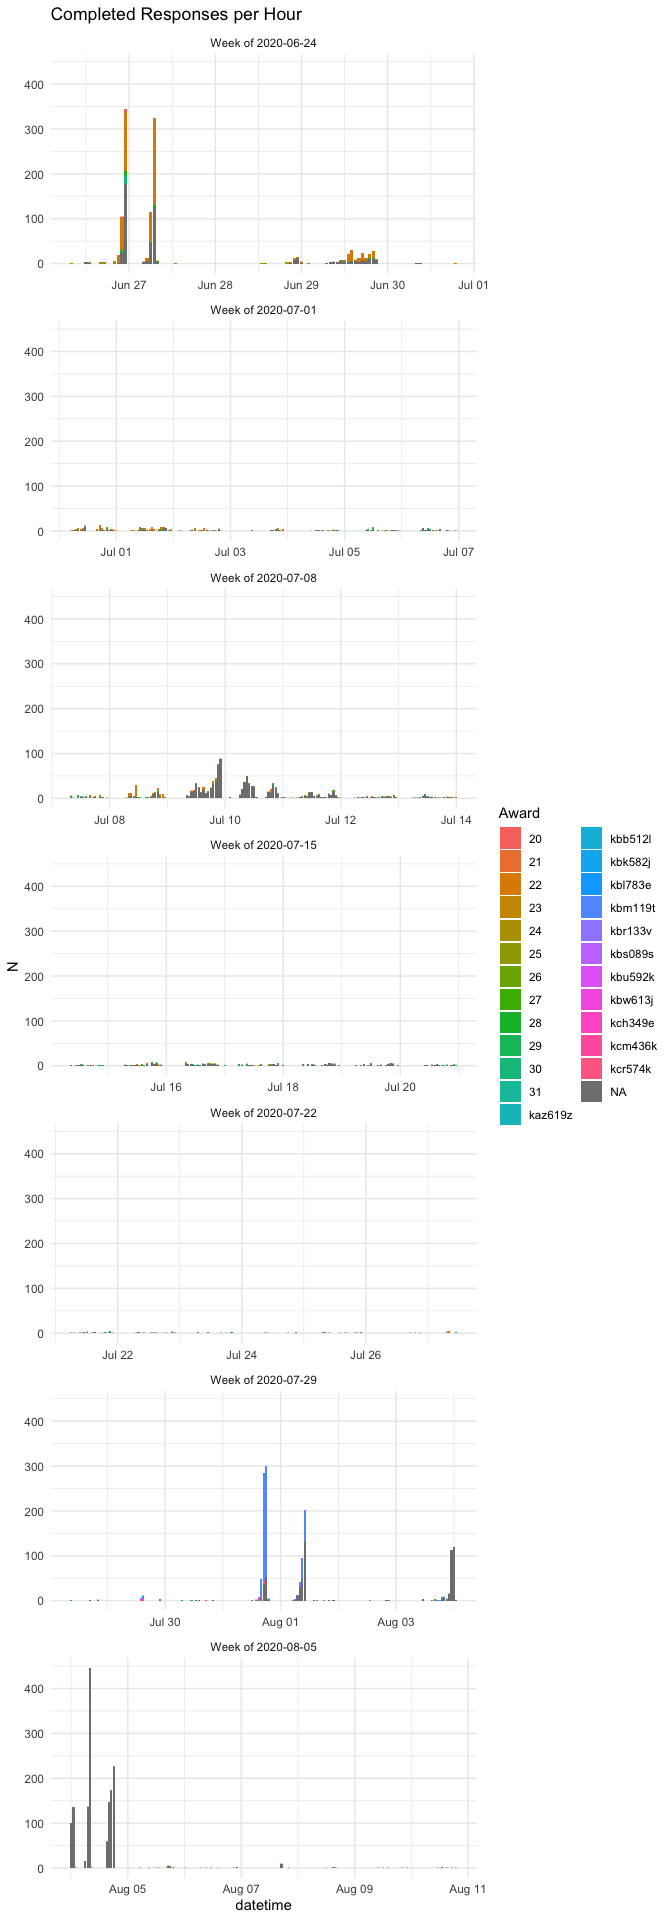 Completed Responses per Hour
Week of 2020-06-24
400
300
200
100
0
Jun 27 Jun 28 Jun 29 Jun 30 Jul 01
Week of 2020-07-01
400
300
200
100
0
Jul 01 Jul 03 Jul 05 Jul 07
Week of 2020-07-08
400
300
200
100
0
Jul 08 Jul 10 Jul 12 Jul 14
Week of 2020-07-15
400
300
200
100
0
Jul 16 Jul 18 Jul 20
Week of 2020-07-22
400
300
200
100
0
Jul 22 Jul 24 Jul 26
Week of 2020-07-29
400
300
200
100
0
Jul 30 Aug 01 Aug 03
Week of 2020-08-05
400
300
200
100
0
Aug 05 Aug 07 Aug 09 Aug 11
datetime
N
Award
20
21
22
23
24
25
26
27
28
29
30
31
kaz619z
kbb512l
kbk582j
kbl783e
kbm119t
kbr133v
kbs089s
kbu592k
kbw613j
kch349e
kcm436k
kcr574k
NA